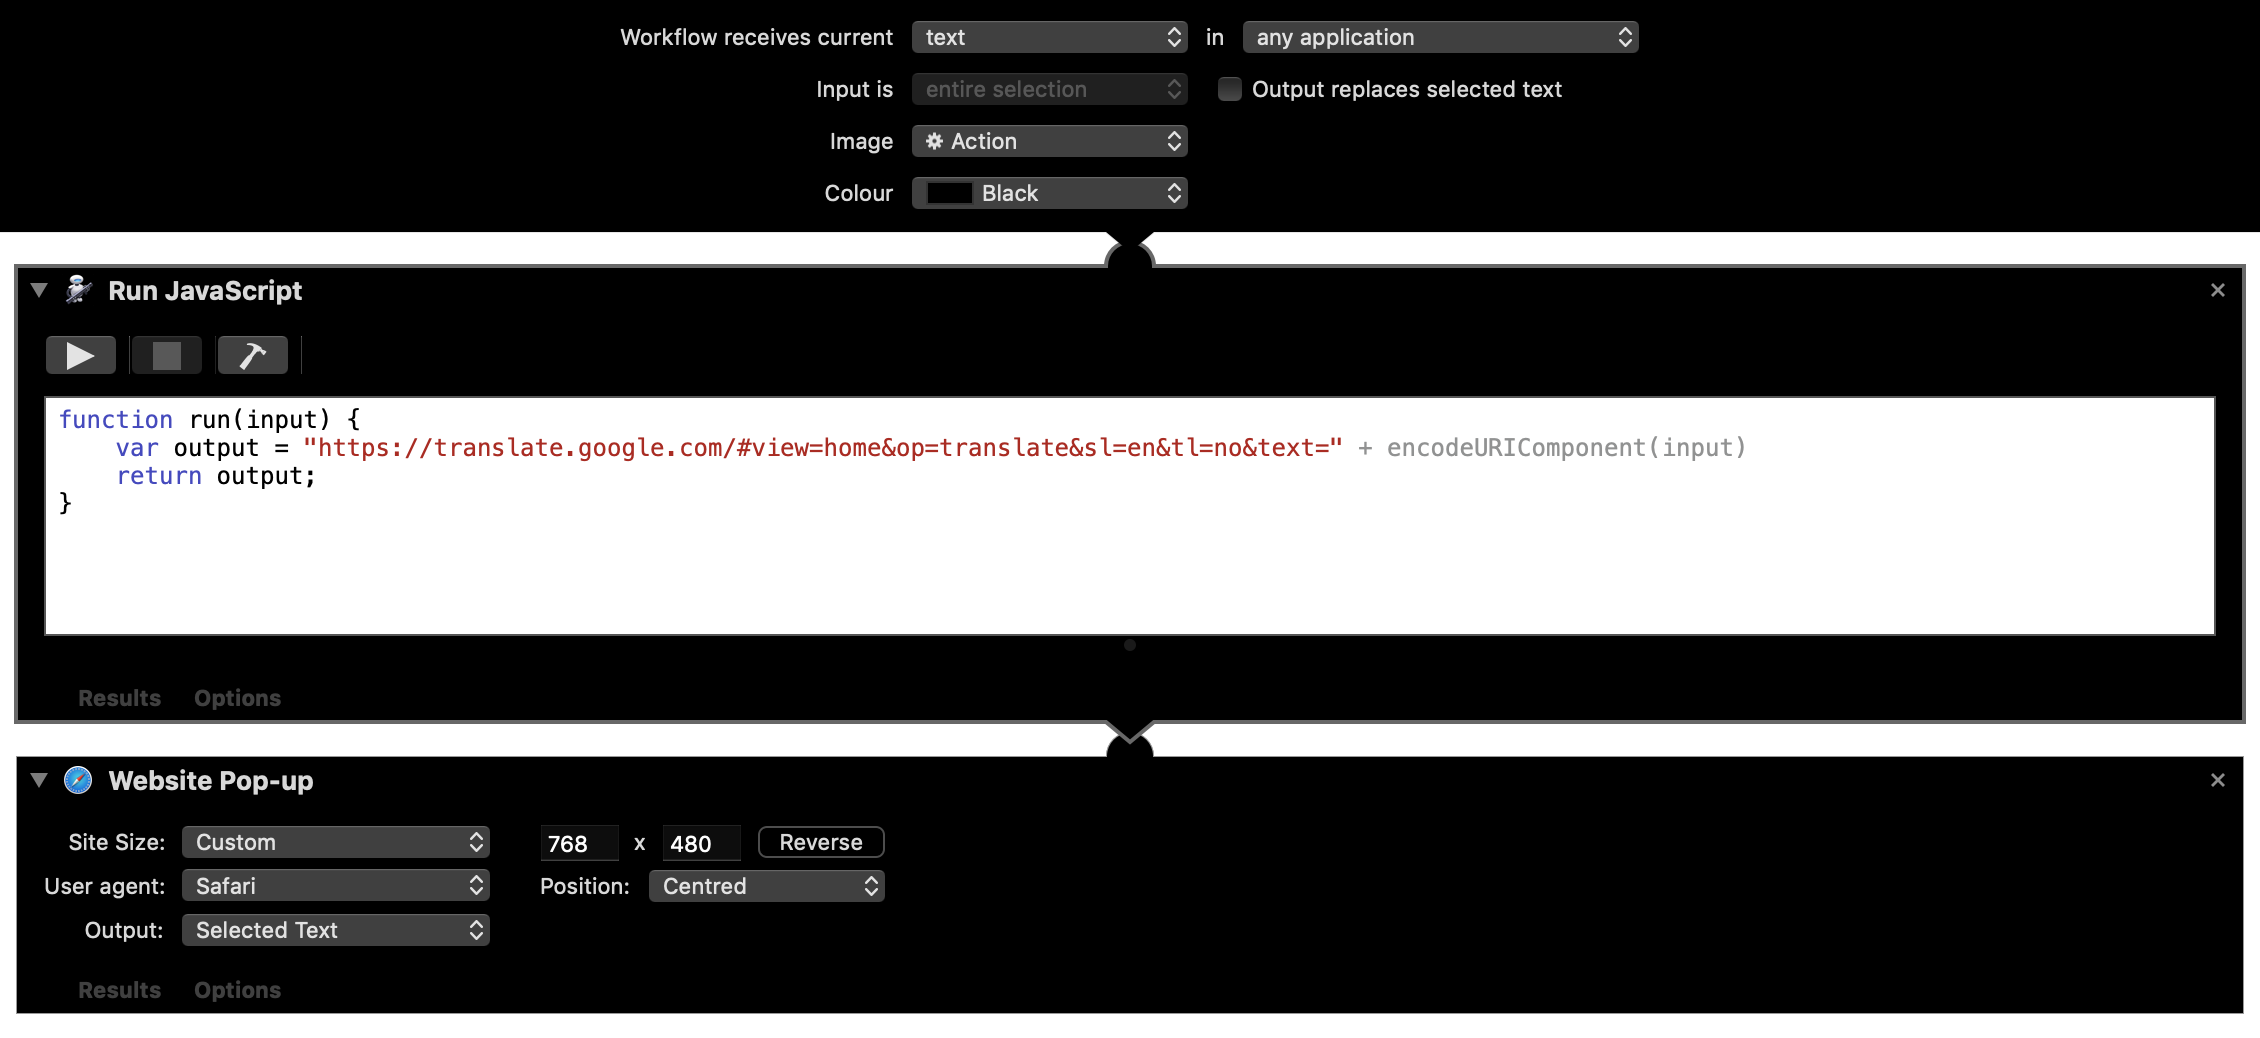 Workflow receives current text in any application
Input is entire selection Output replaces selected text
Image Action
Colour Black
Run JavaScript
function run(input) {
    var output = "https://translate.google.com/#view=home&op=translate&sl=en&tl=no&text=" + encodeURIComponent(input)
    return output;
}
Results Options
Website Pop-up
Site Size: Custom 768 x 480 Reverse
User agent: Safari Position: Centred
Output: Selected Text
Results Options